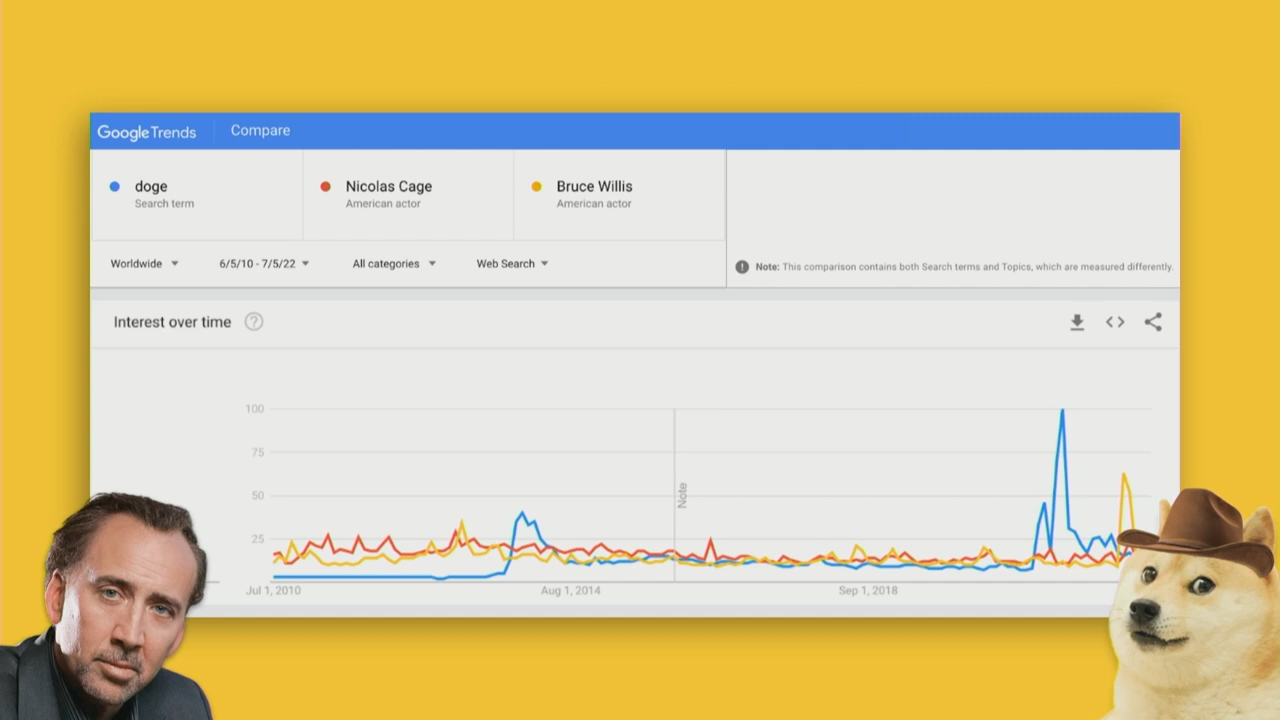 Google Trends Compare
doge Nicolas Cage Bruce Willis
Search term American actor American actor
Worldwide 6/5/10 - 7/5/22 All categories Web Search
Note: This comparison contains both Search terms and Topics, which are measured differently.
Interest over time ?
100
75
50
25
Note
Jul 1, 2010 Aug 1, 2014 Sep 1, 2018